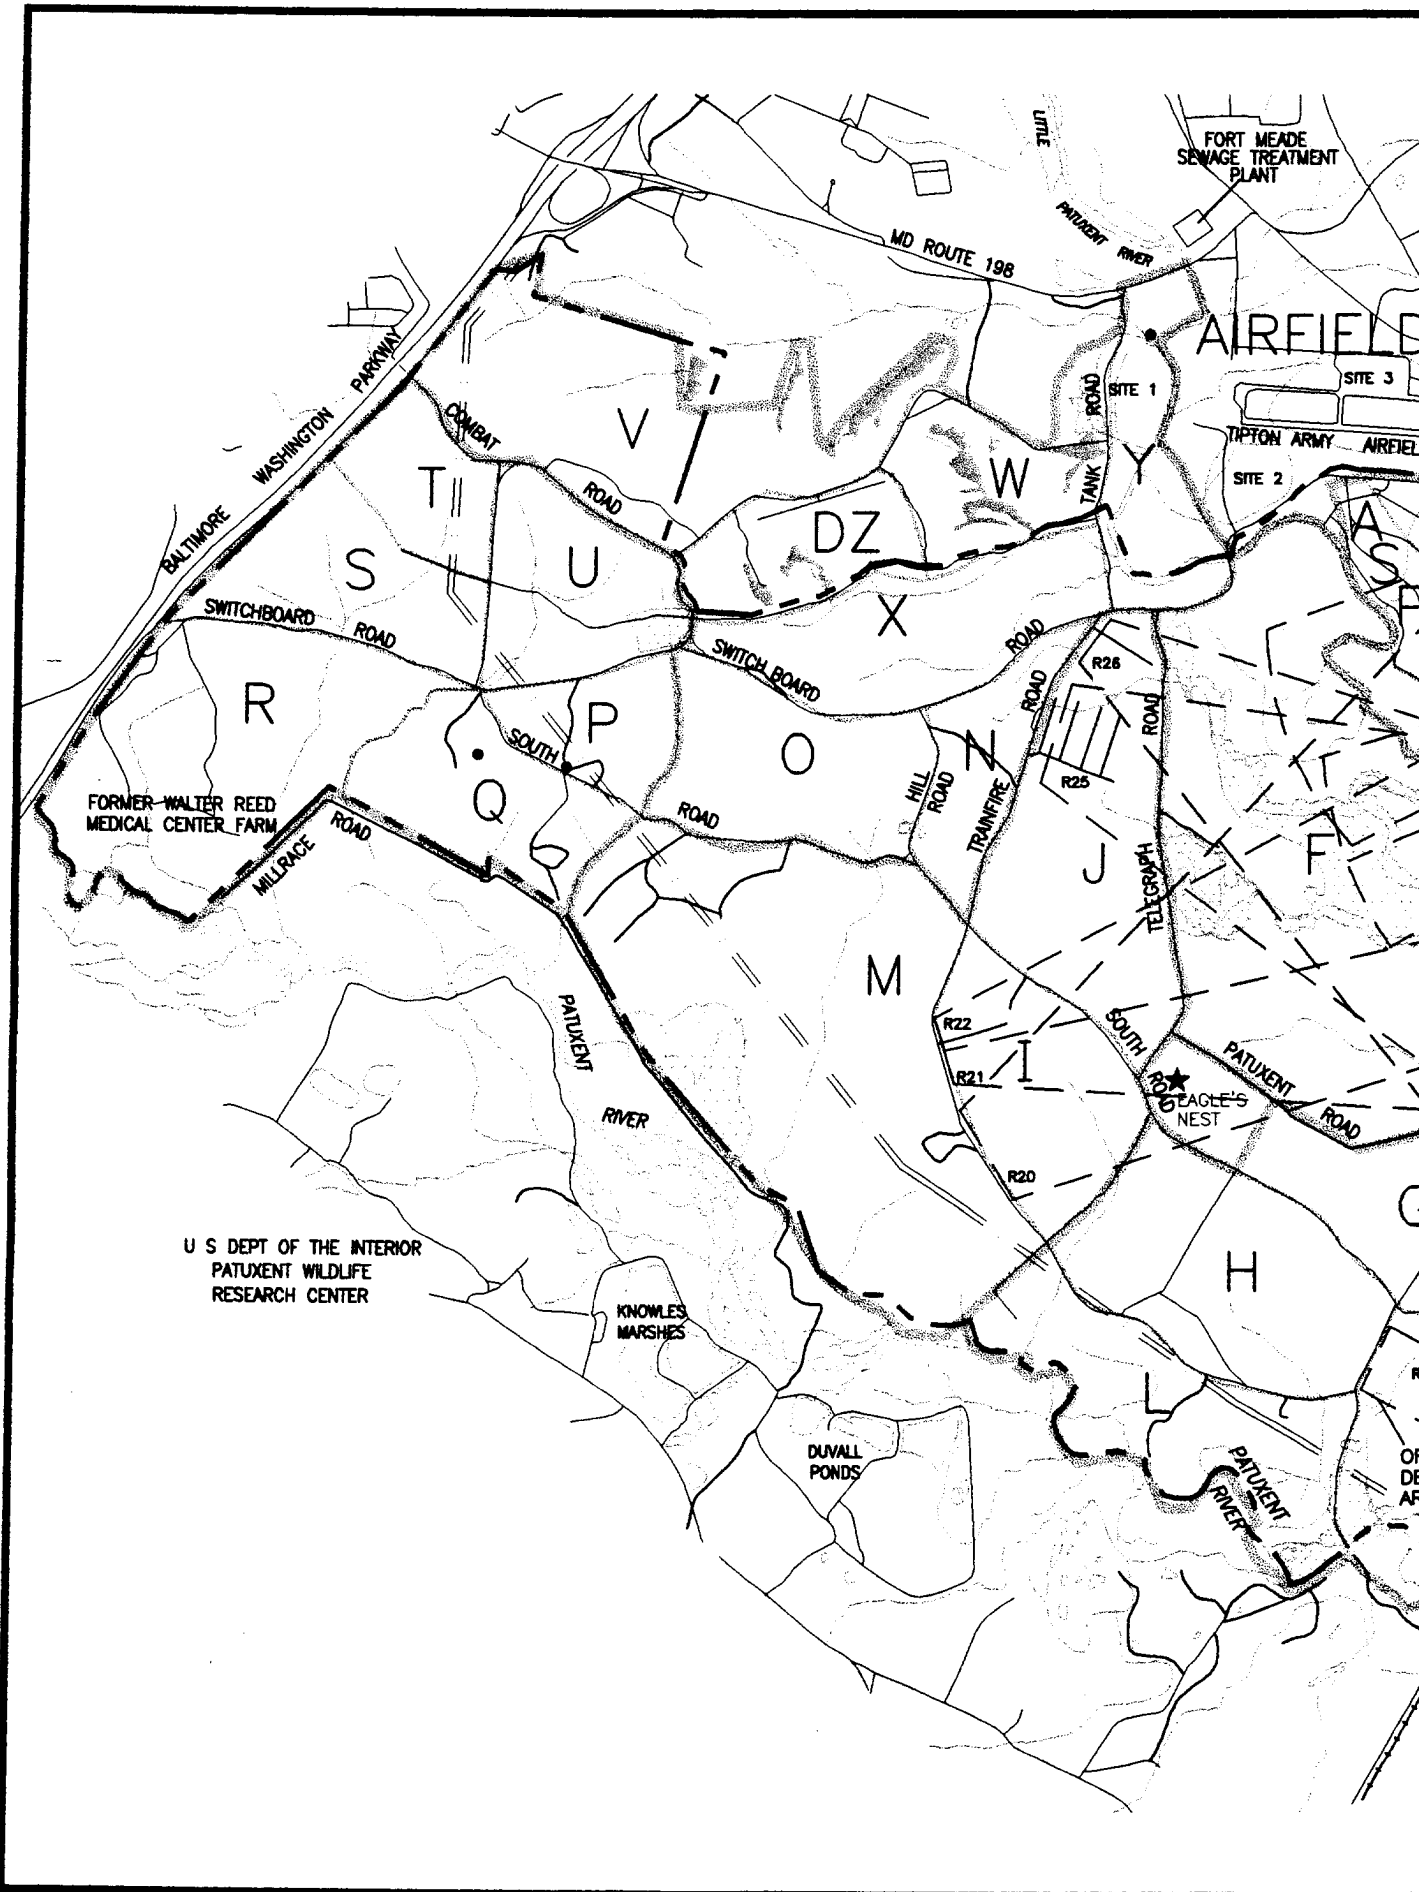 LITTLE
PATUXENT RIVER
FORT MEADE
SEWAGE TREATMENT
PLANT
MD ROUTE 198
AIRFIELD
SITE 3
SITE 1
ROAD
TANK
TIPTON ARMY AIRFIEL
SITE 2
BALTIMORE WASHINGTON PARKWAY
COMBAT
ROAD
V
T
W
Y
DZ
A
S
P
S
U
X
SWITCHBOARD ROAD
SWITCH BOARD
ROAD
ROAD
R26
ROAD
R
P
O
N
SOUTH
ROAD
HILL
ROAD
TRAINFIRE
R25
Q
J
F
TELEGRAPH
FORMER WALTER REED
MEDICAL CENTER FARM
MILLRACE
ROAD
M
R22
R21
I
SOUTH
ROAD
PATUXENT
ROAD
EAGLE'S
NEST
R20
PATUXENT
RIVER
H
G
U S DEPT OF THE INTERIOR
PATUXENT WILDLIFE
RESEARCH CENTER
KNOWLES
MARSHES
L
DUVALL
PONDS
PATUXENT
RIVER
R
DE
AR